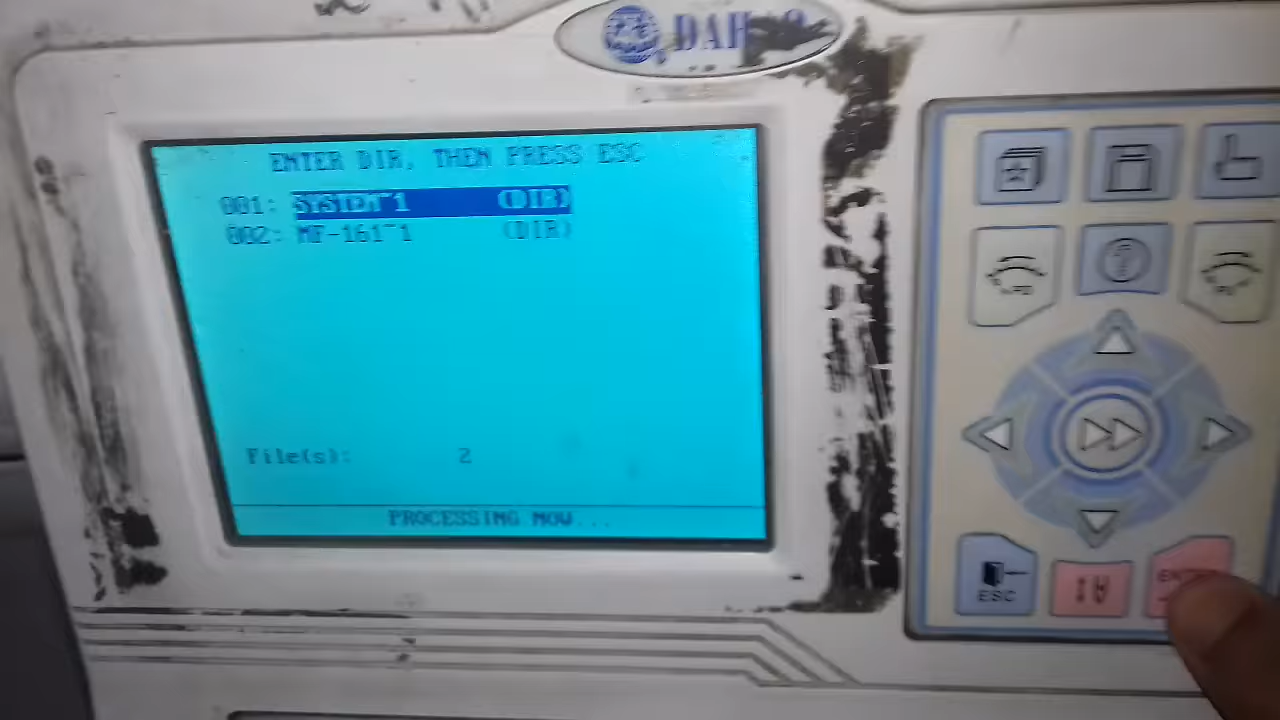 ENTER DIR, THEN PRESS ESC
001: SYSTEM~1 (DIR)
002: MF-161~1 (DIR)
File(s): 2
PROCESSING NOW...
ESC